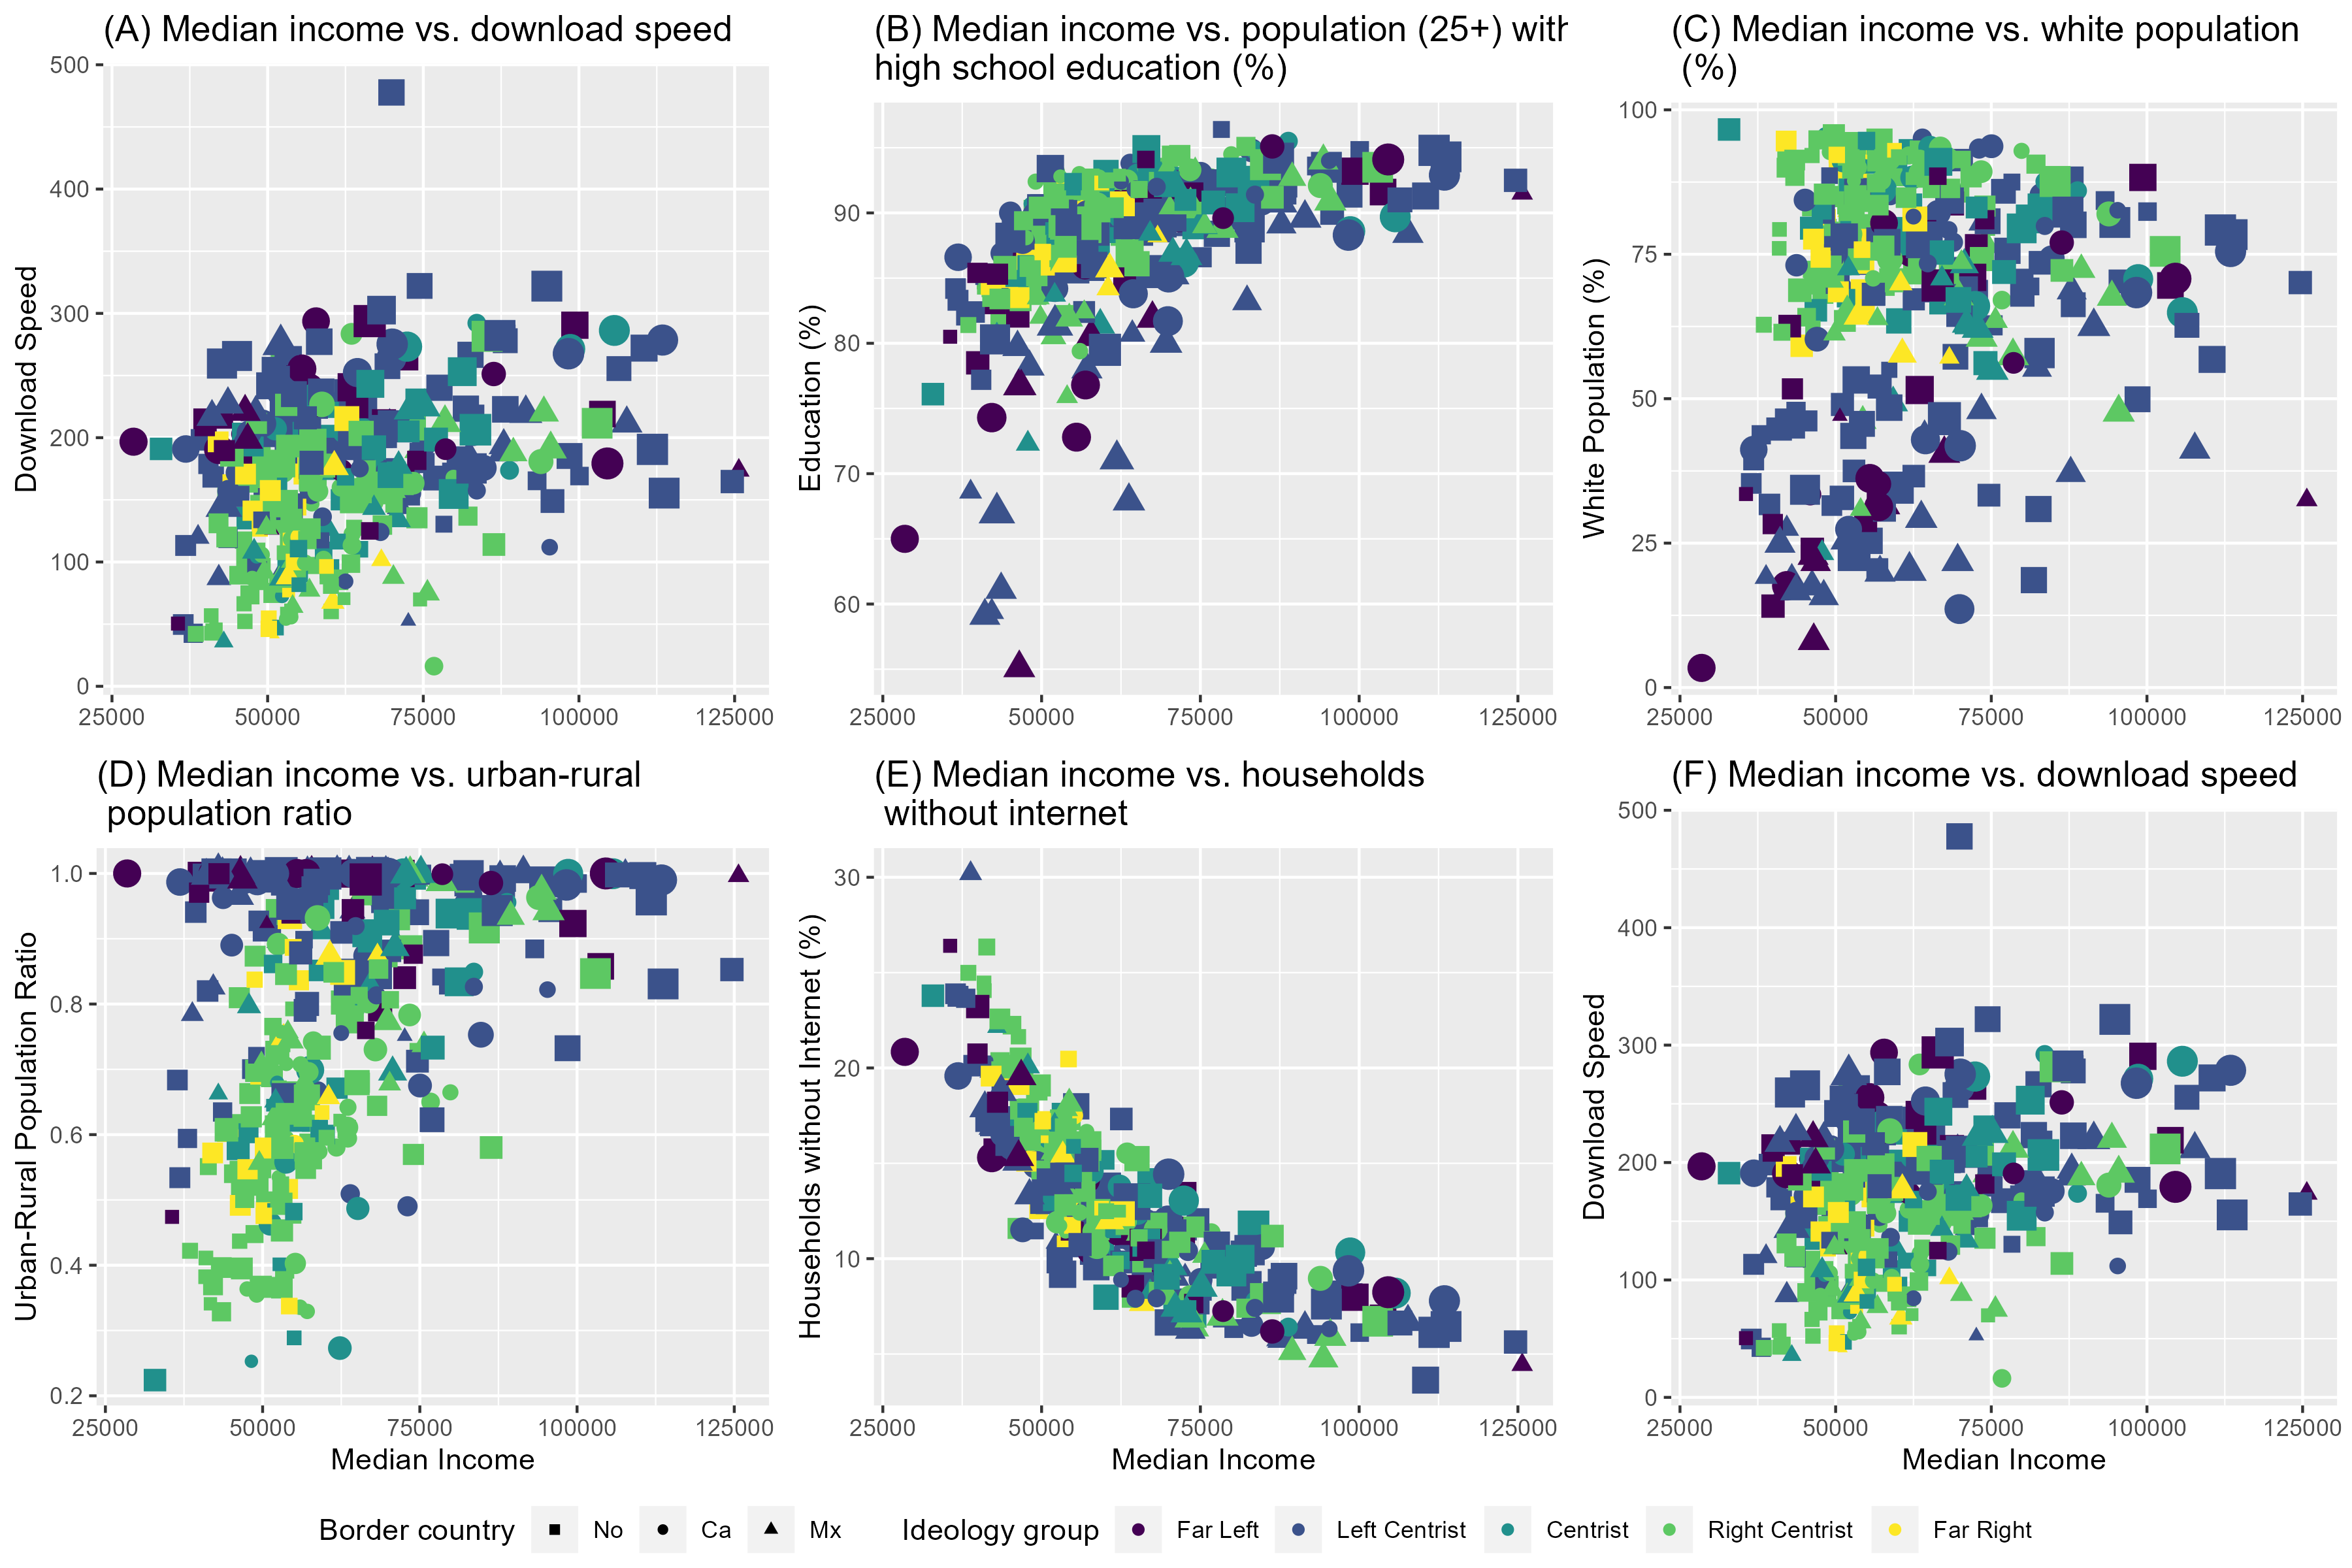 (A) Median income vs. download speed
Download Speed
500
400
300
200
100
0
25000 50000 75000 100000 125000
(B) Median income vs. population (25+) with
high school education (%)
Education (%)
90
80
70
60
25000 50000 75000 100000 125000
(C) Median income vs. white population
(%)
White Population (%)
100
75
50
25
0
25000 50000 75000 100000 125000
(D) Median income vs. urban-rural
population ratio
Urban-Rural Population Ratio
1.0
0.8
0.6
0.4
0.2
25000 50000 75000 100000 125000
Median Income
(E) Median income vs. households
without internet
Households without Internet (%)
30
20
10
25000 50000 75000 100000 125000
Median Income
(F) Median income vs. download speed
Download Speed
500
400
300
200
100
0
25000 50000 75000 100000 125000
Median Income
Border country No Ca Mx
Ideology group Far Left Left Centrist Centrist Right Centrist Far Right